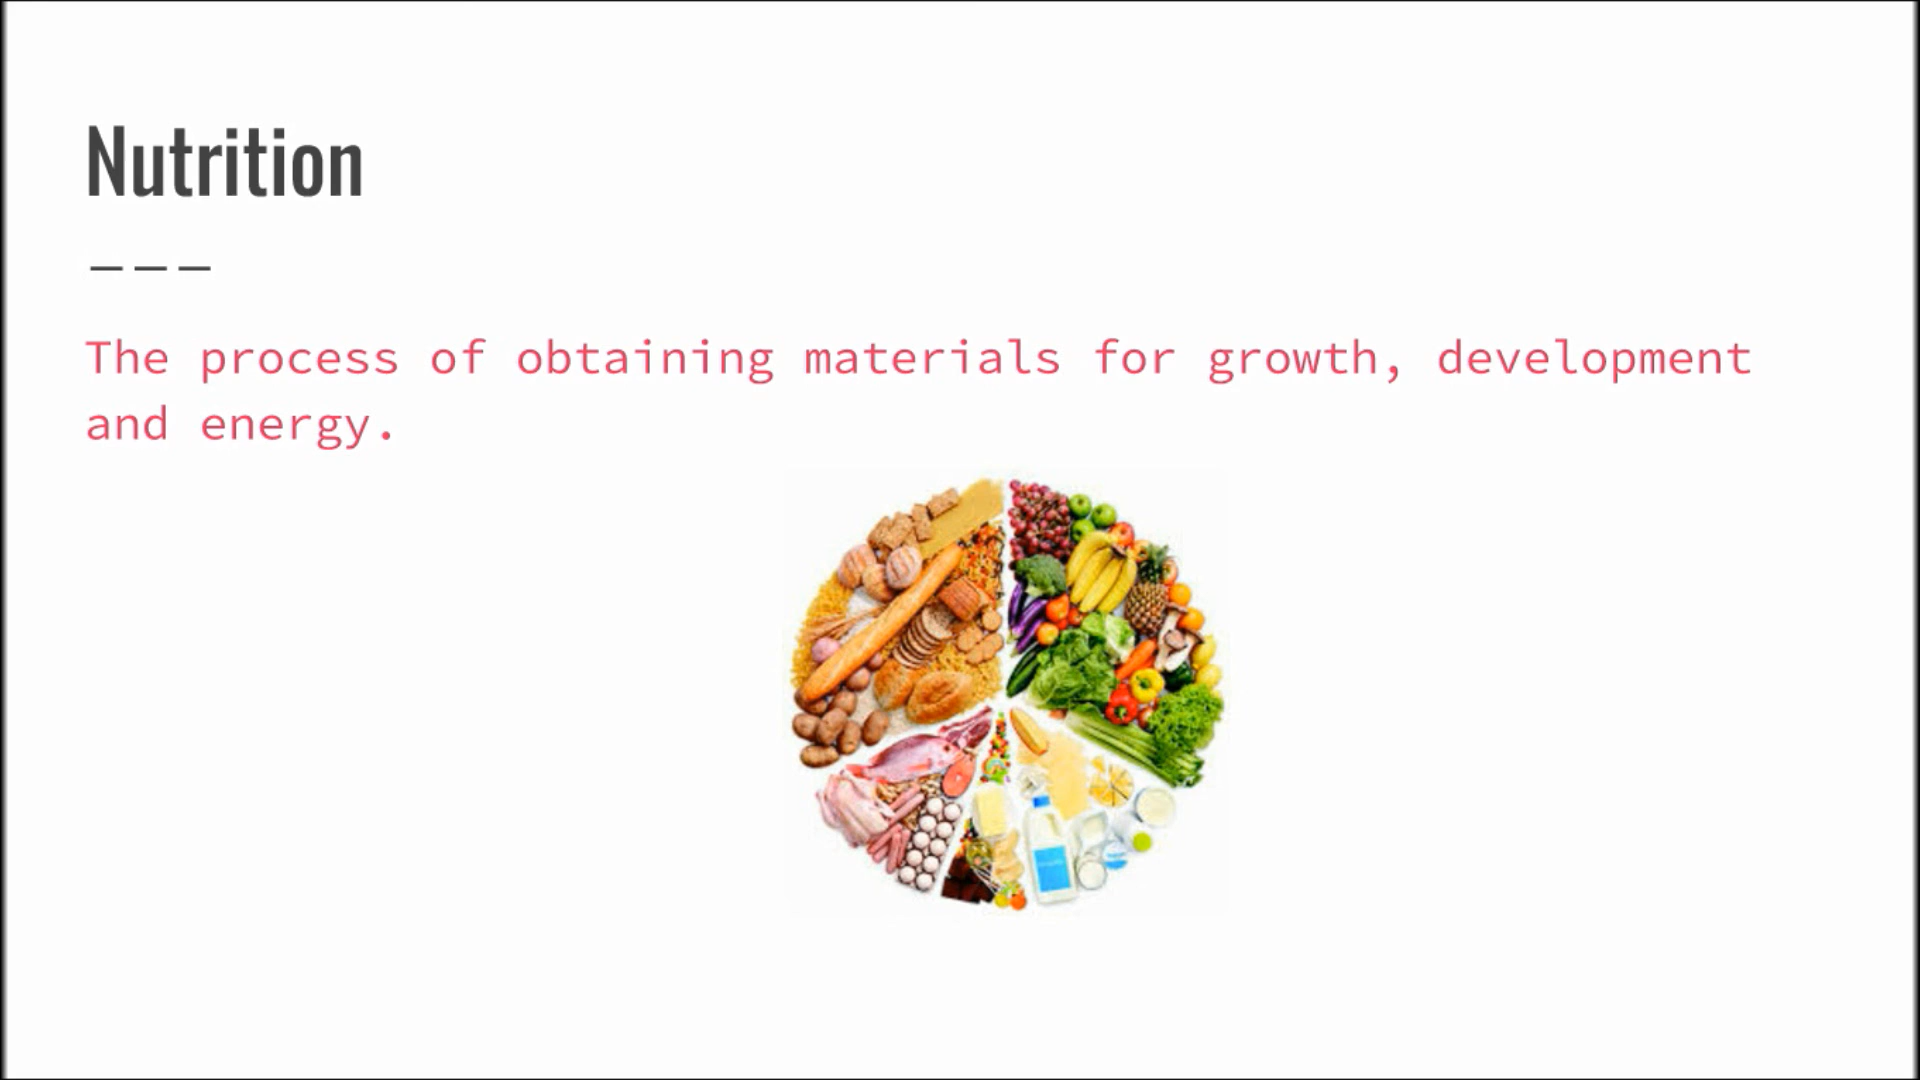 Nutrition
The process of obtaining materials for growth, development
and energy.